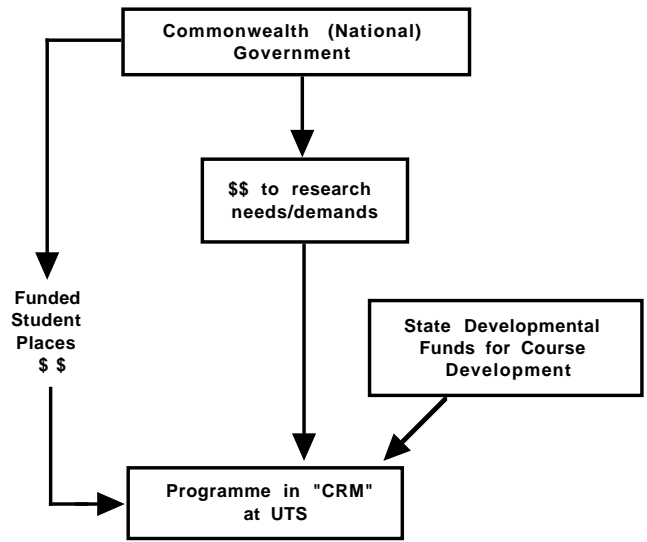 Commonwealth (National)
Government
$$ to research
needs/demands
Funded
Student
Places
$ $
State Developmental
Funds for Course
Development
Programme in "CRM"
at UTS